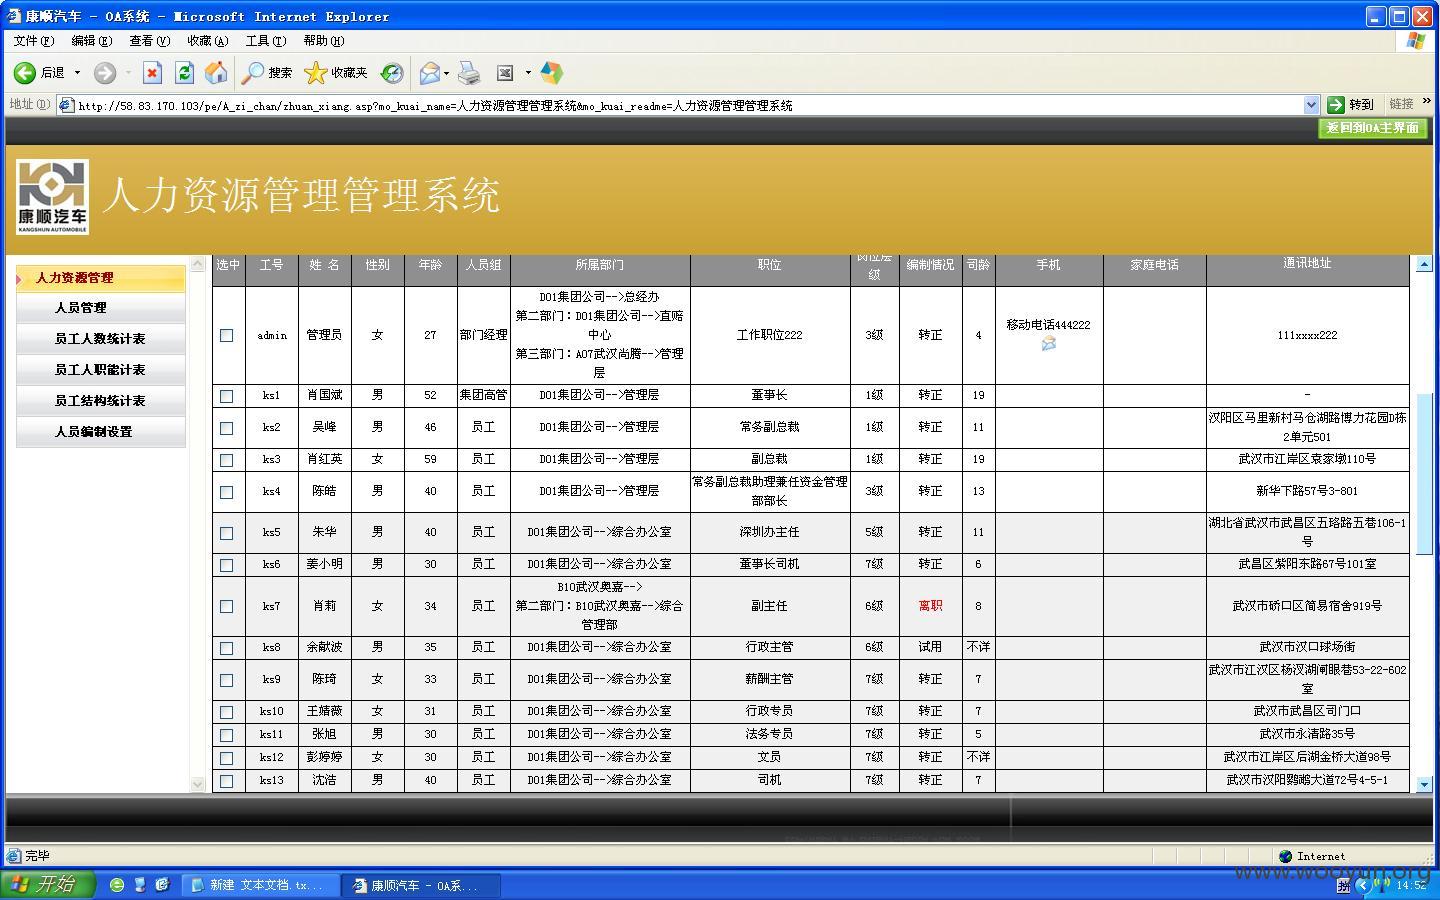 康顺汽车 - OA系统 - Microsoft Internet Explorer
文件(F) 编辑(E) 查看(V) 收藏(A) 工具(T) 帮助(H)
后退 搜索 收藏夹
地址(D) http://58.83.170.103/pe/A_zi_chan/zhuan_xiang.asp?mo_kuai_name=人力资源管理管理系统&mo_kuai_readme=人力资源管理管理系统 转到 链接 »
返回到OA主界面
康顺汽车
KANGSHUN AUTOMOBILE
人力资源管理管理系统
人力资源管理
人员管理
员工人数统计表
员工人职能计表
员工结构统计表
人员编制设置
选中 工号 姓 名 性别 年龄 人员组 所属部门 职位 岗位层级 编制情况 司龄 手机 家庭电话 通讯地址
admin 管理员 女 27 部门经理 D01集团公司-->总经办 第二部门：D01集团公司-->直赔中心 第三部门：A07武汉尚腾-->管理层 工作职位222 3级 转正 4 移动电话444222 111xxxx222
ks1 肖国斌 男 52 集团高管 D01集团公司-->管理层 董事长 1级 转正 19 -
ks2 吴峰 男 46 员工 D01集团公司-->管理层 常务副总裁 1级 转正 11 汉阳区马里新村马仓湖路博力花园D栋2单元501
ks3 肖红英 女 59 员工 D01集团公司-->管理层 副总裁 1级 转正 19 武汉市江岸区袁家墩110号
ks4 陈皓 男 40 员工 D01集团公司-->管理层 常务副总裁助理兼任资金管理部部长 3级 转正 13 新华下路57号3-801
ks5 朱华 男 40 员工 D01集团公司-->综合办公室 深圳办主任 5级 转正 11 湖北省武汉市武昌区五珞路五巷106-1号
ks6 姜小明 男 30 员工 D01集团公司-->综合办公室 董事长司机 7级 转正 6 武昌区紫阳东路67号101室
ks7 肖莉 女 34 员工 B10武汉奥嘉--> 第二部门：B10武汉奥嘉-->综合管理部 副主任 6级 离职 8 武汉市硚口区简易宿舍919号
ks8 余献波 男 35 员工 D01集团公司-->综合办公室 行政主管 6级 试用 不详 武汉市汉口球场街
ks9 陈琦 女 33 员工 D01集团公司-->综合办公室 薪酬主管 7级 转正 7 武汉市江汉区杨汊湖闸眼巷53-22-602室
ks10 王婧薇 女 31 员工 D01集团公司-->综合办公室 行政专员 7级 转正 7 武汉市武昌区司门口
ks11 张旭 男 30 员工 D01集团公司-->综合办公室 法务专员 7级 转正 5 武汉市永清路35号
ks12 彭婷婷 女 30 员工 D01集团公司-->综合办公室 文员 7级 转正 不详 武汉市江岸区后湖金桥大道98号
ks13 沈浩 男 40 员工 D01集团公司-->综合办公室 司机 7级 转正 7 武汉市汉阳鹦鹉大道72号4-5-1
完毕 Internet
www.wooyun.org
开始 新建 文本文档.tx... 康顺汽车 - OA系... 拼 14:52